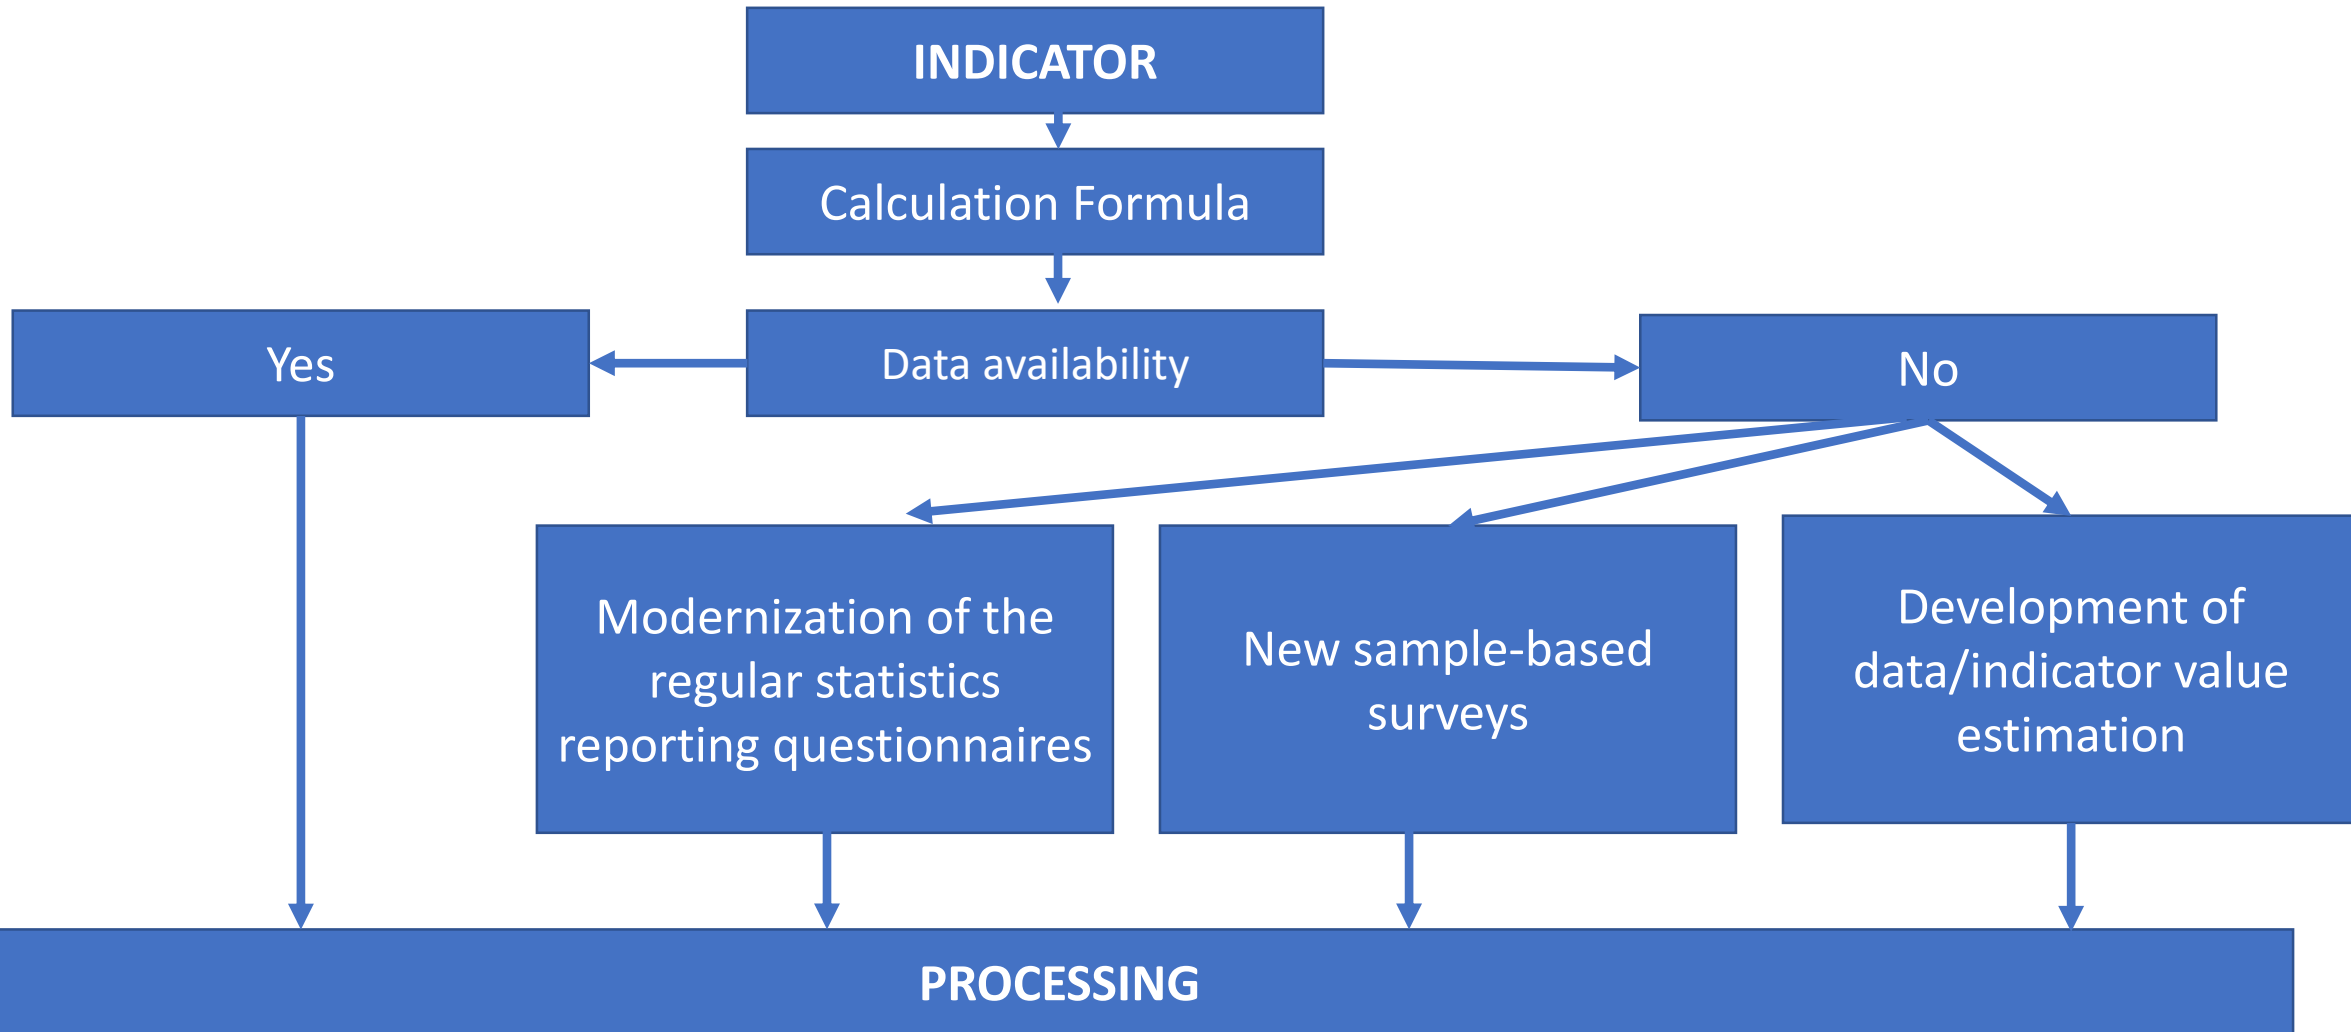 INDICATOR
Calculation Formula
Yes
Data availability
No
Modernization of the
regular statistics
reporting questionnaires
New sample-based
surveys
Development of
data/indicator value
estimation
PROCESSING